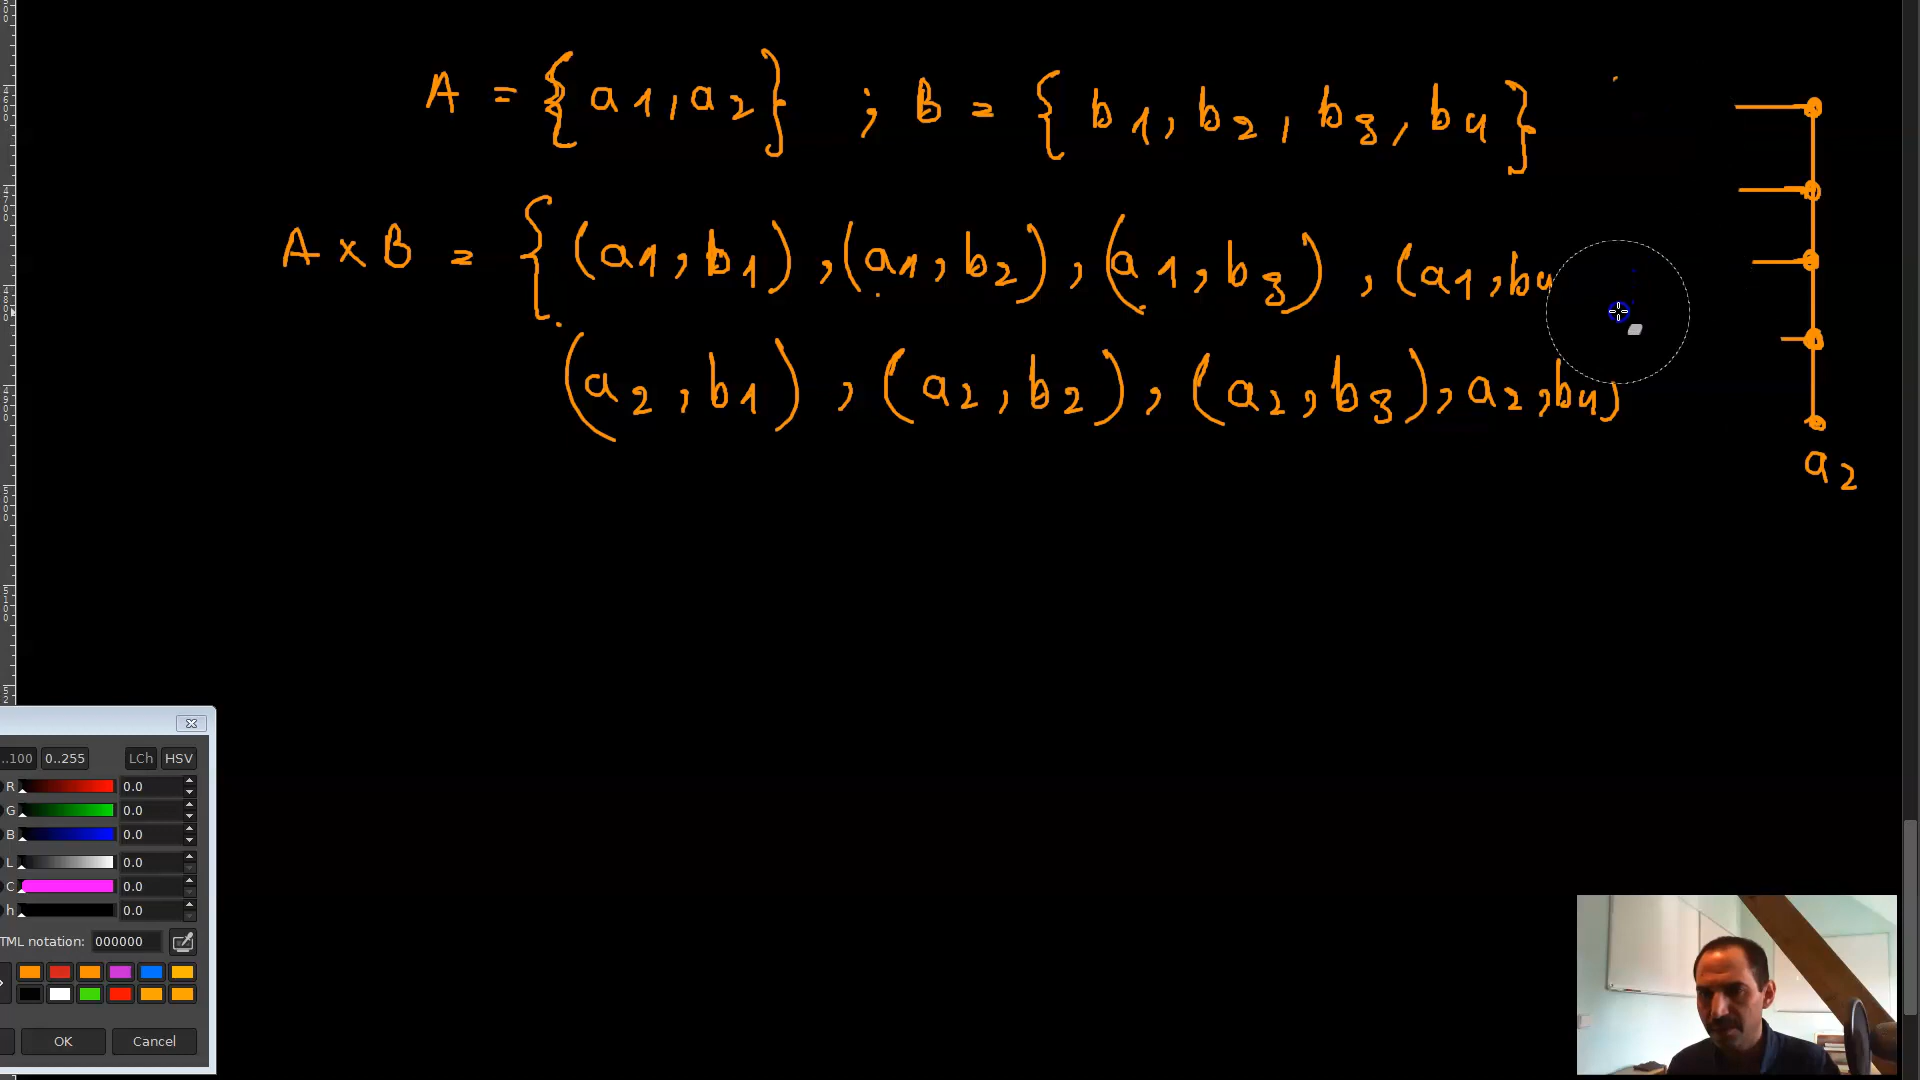 A = {a1, a2} ; B = {b1, b2, b3, b4}
A × B = {(a1, b1), (a1, b2), (a1, b3), (a1, b4
(a2, b1), (a2, b2), (a2, b3), a2, b4)
a2
..100 0..255 LCh HSV
R 0.0
G 0.0
B 0.0
L 0.0
C 0.0
h 0.0
TML notation: 000000
OK Cancel